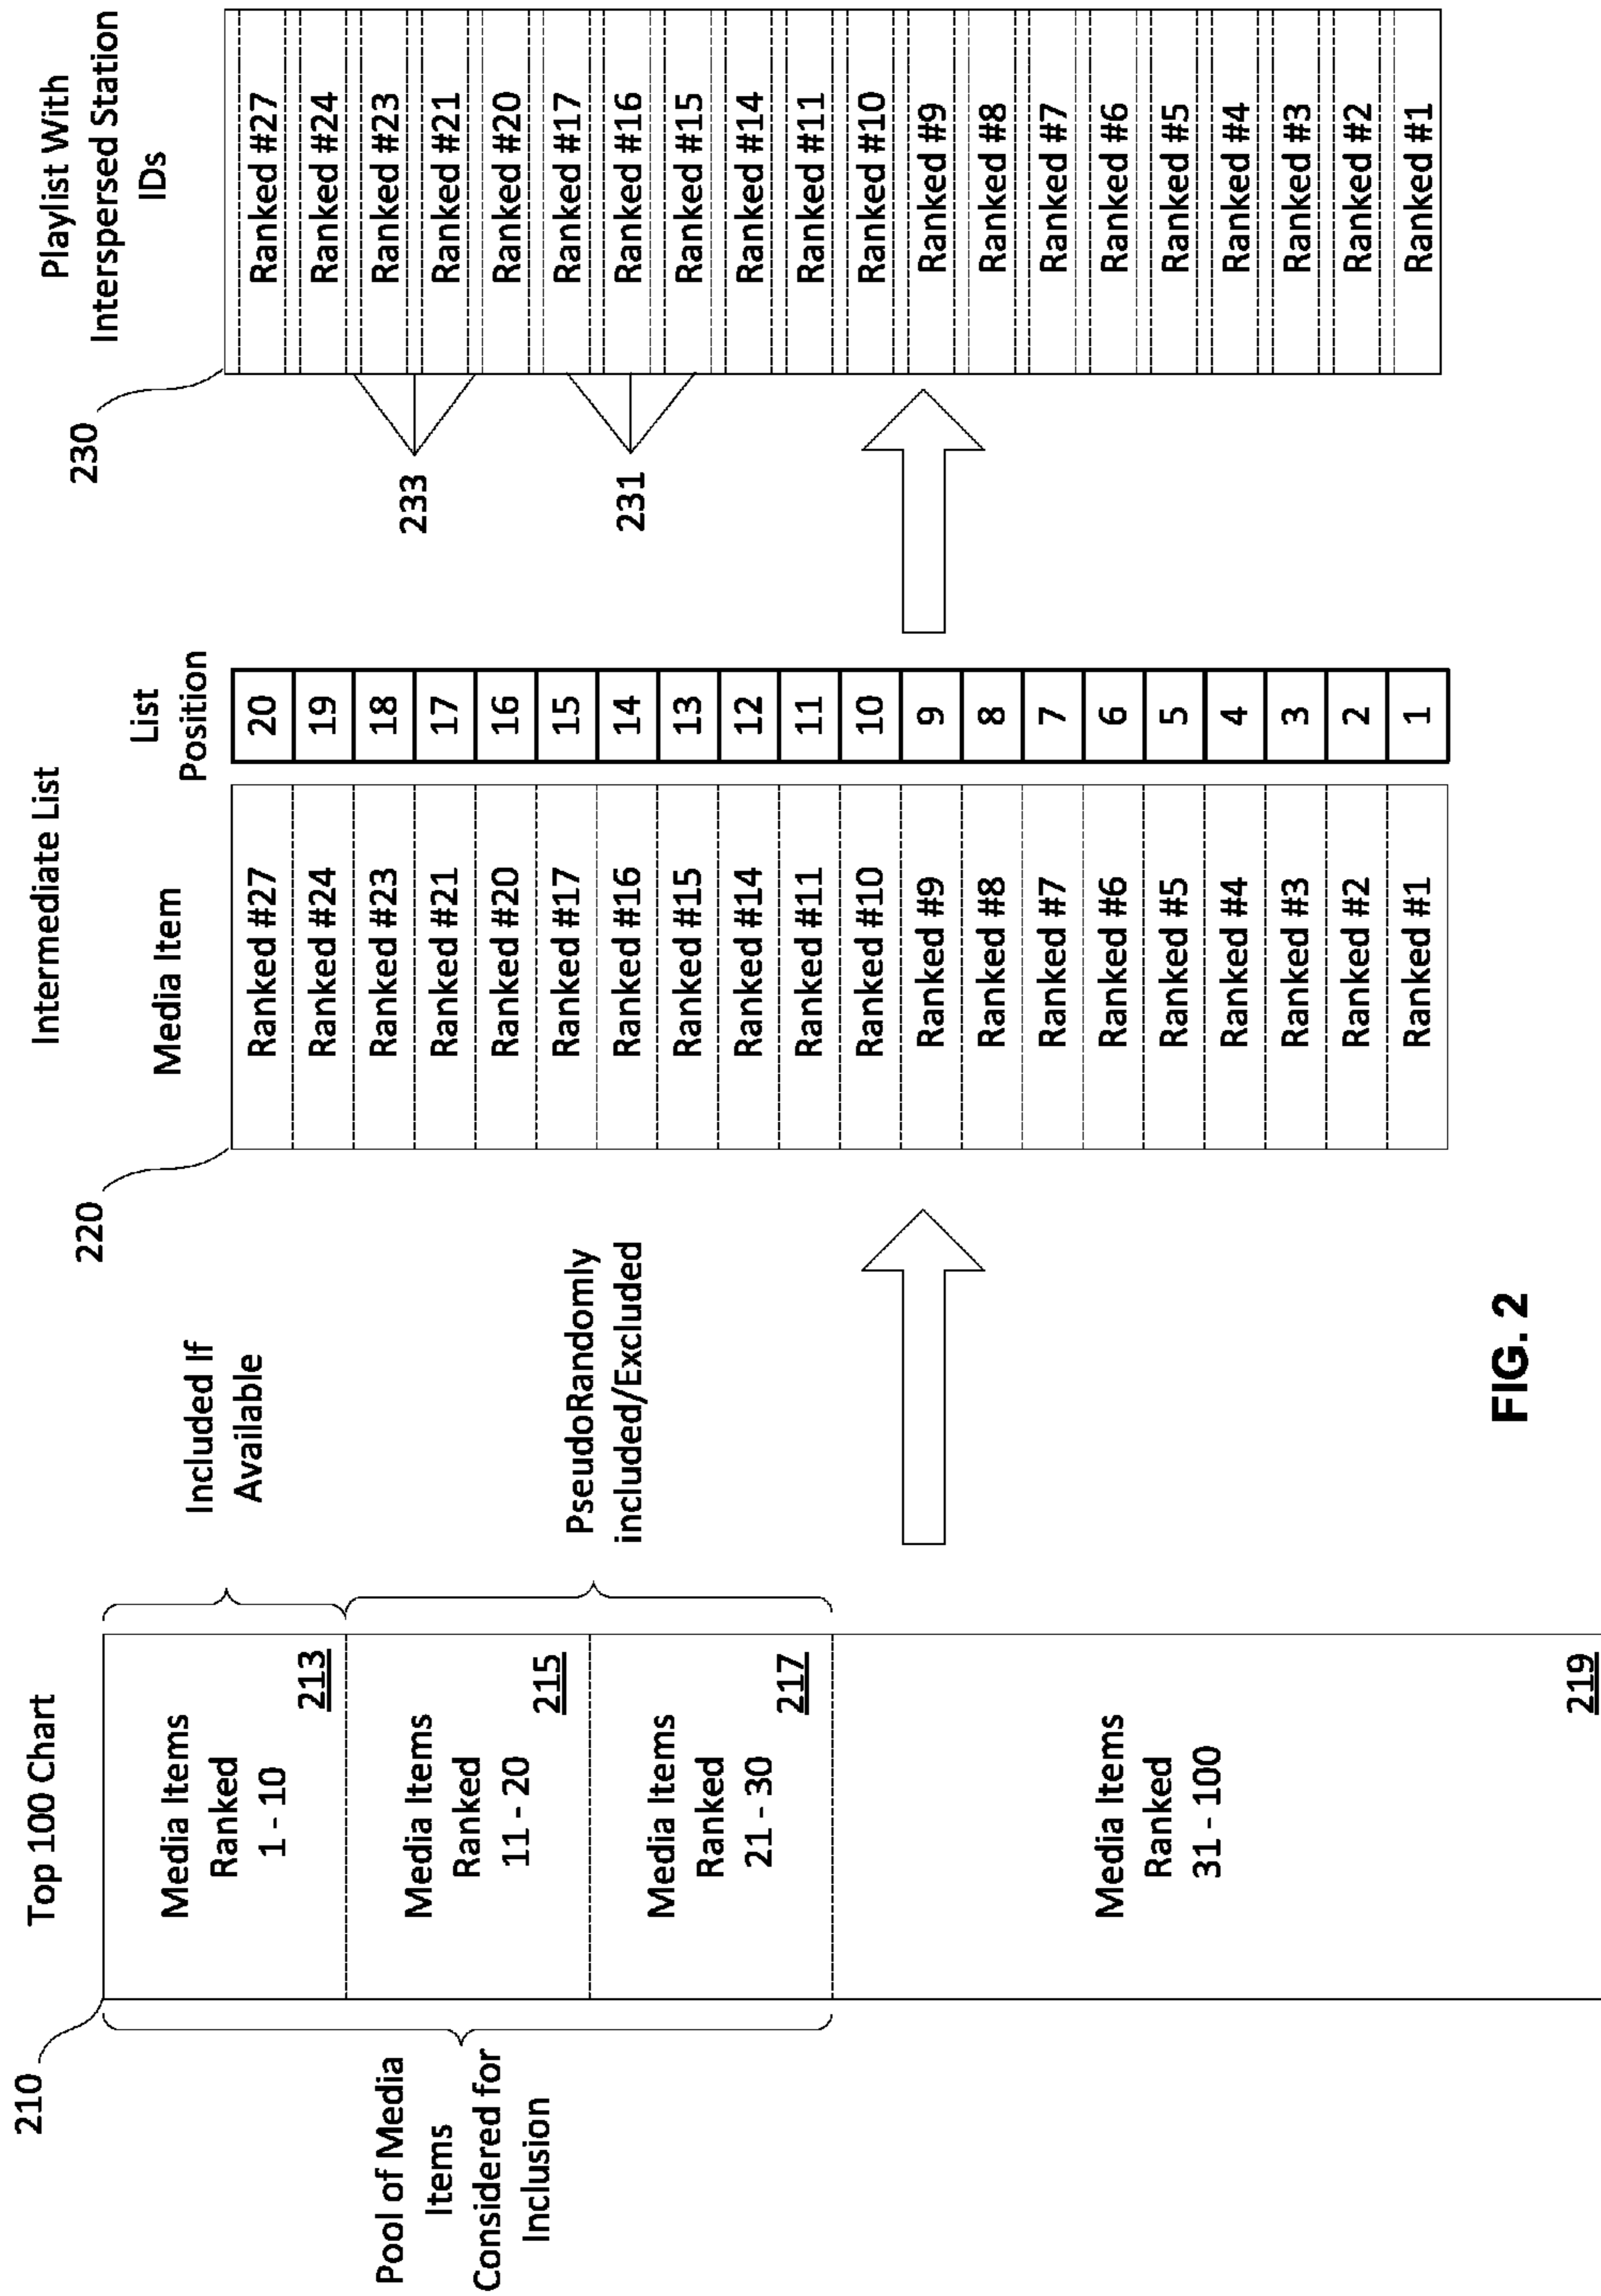 Top 100 Chart
210
Pool of Media
Items
Considered for
Inclusion
Media Items
Ranked
1 - 10
213
Media Items
Ranked
11 - 20
215
Media Items
Ranked
21 - 30
217
Media Items
Ranked
31 - 100
219
Included If
Available
PseudoRandomly
included/Excluded
Intermediate List
220
Media Item
List
Position
Ranked #27 20
Ranked #24 19
Ranked #23 18
Ranked #21 17
Ranked #20 16
Ranked #17 15
Ranked #16 14
Ranked #15 13
Ranked #14 12
Ranked #11 11
Ranked #10 10
Ranked #9 9
Ranked #8 8
Ranked #7 7
Ranked #6 6
Ranked #5 5
Ranked #4 4
Ranked #3 3
Ranked #2 2
Ranked #1 1
Playlist With
Interspersed Station
IDs
230
233
231
Ranked #27
Ranked #24
Ranked #23
Ranked #21
Ranked #20
Ranked #17
Ranked #16
Ranked #15
Ranked #14
Ranked #11
Ranked #10
Ranked #9
Ranked #8
Ranked #7
Ranked #6
Ranked #5
Ranked #4
Ranked #3
Ranked #2
Ranked #1
FIG. 2